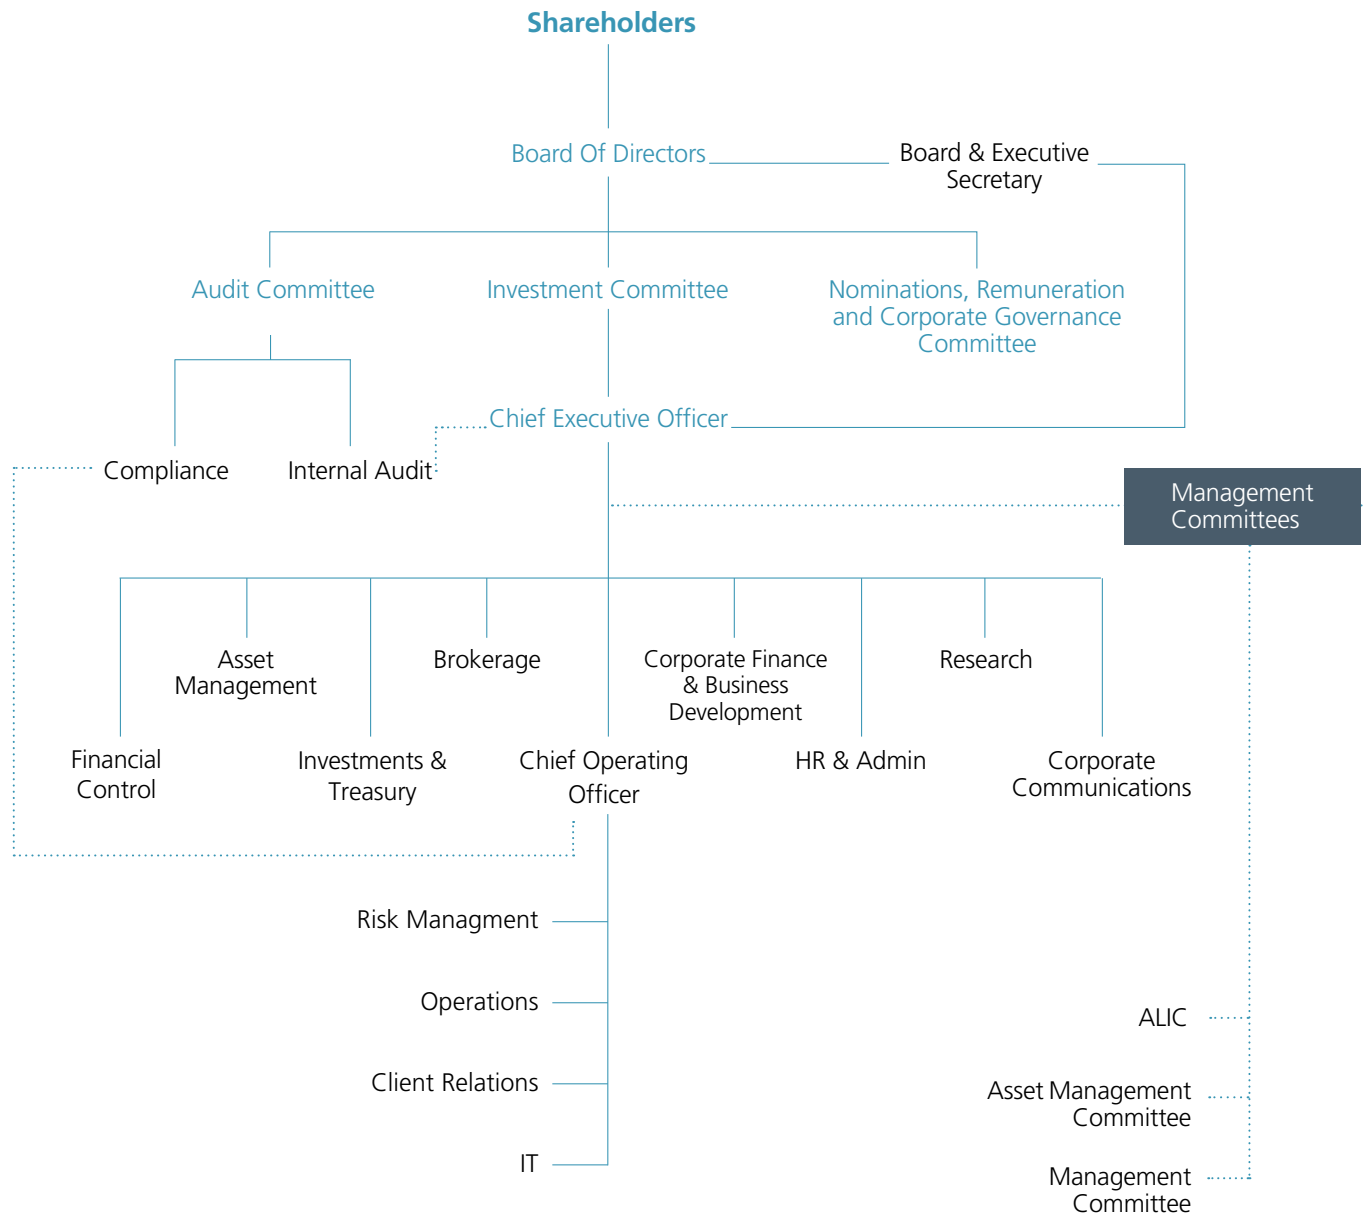 Shareholders
Board Of Directors
Board & Executive
Secretary
Audit Committee
Investment Committee
Nominations, Remuneration
and Corporate Governance
Committee
Chief Executive Officer
Compliance
Internal Audit
Management
Committees
Asset
Management
Brokerage
Corporate Finance
& Business
Development
Research
Financial
Control
Investments &
Treasury
Chief Operating
Officer
HR & Admin
Corporate
Communications
Risk Managment
Operations
Client Relations
IT
ALIC
Asset Management
Committee
Management
Committee